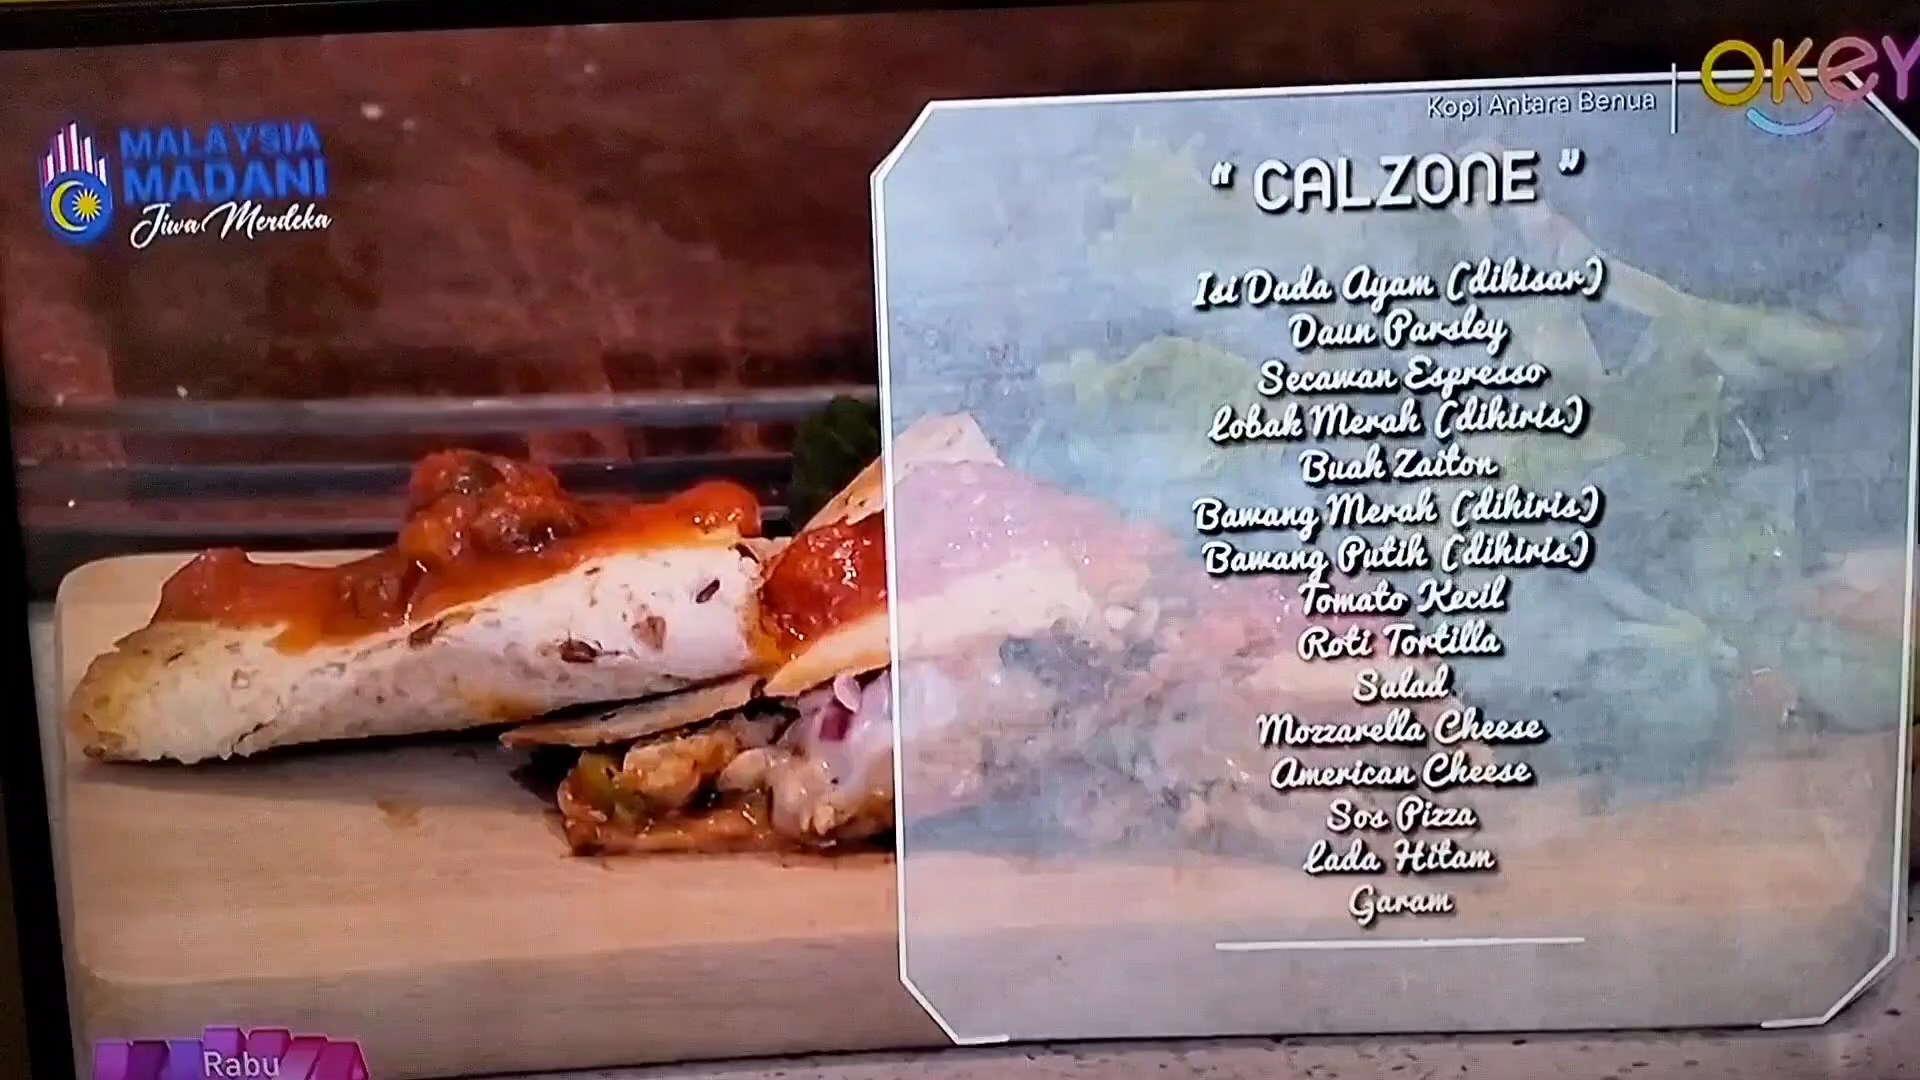 MALAYSIA
MADANI
Jiwa Merdeka
Kopi Antara Benua
OKEY
" CALZONE "
Isi Dada Ayam (dikisar)
Daun Parsley
Secawan Espresso
Lobak Merah (dihiris)
Buah Zaiton
Bawang Merah (dihiris)
Bawang Putih (dihiris)
Tomato Kecil
Roti Tortilla
Salad
Mozzarella Cheese
American Cheese
Sos Pizza
Lada Hitam
Garam
Rabu